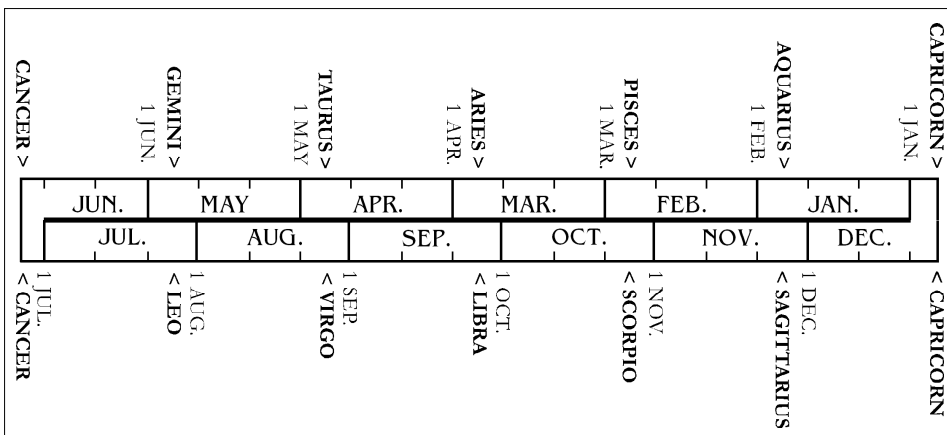 CANCER >
1 JUN.
GEMINI >
1 MAY
TAURUS >
1 APR.
ARIES >
1 MAR.
PISCES >
1 FEB.
AQUARIUS >
1 JAN.
CAPRICORN >
JUN.
MAY
APR.
MAR.
FEB.
JAN.
JUL.
AUG.
SEP.
OCT.
NOV.
DEC.
< CANCER
1 JUL.
< LEO
1 AUG.
< VIRGO
1 SEP.
< LIBRA
1 OCT.
< SCORPIO
1 NOV.
< SAGITTARIUS
1 DEC.
< CAPRICORN